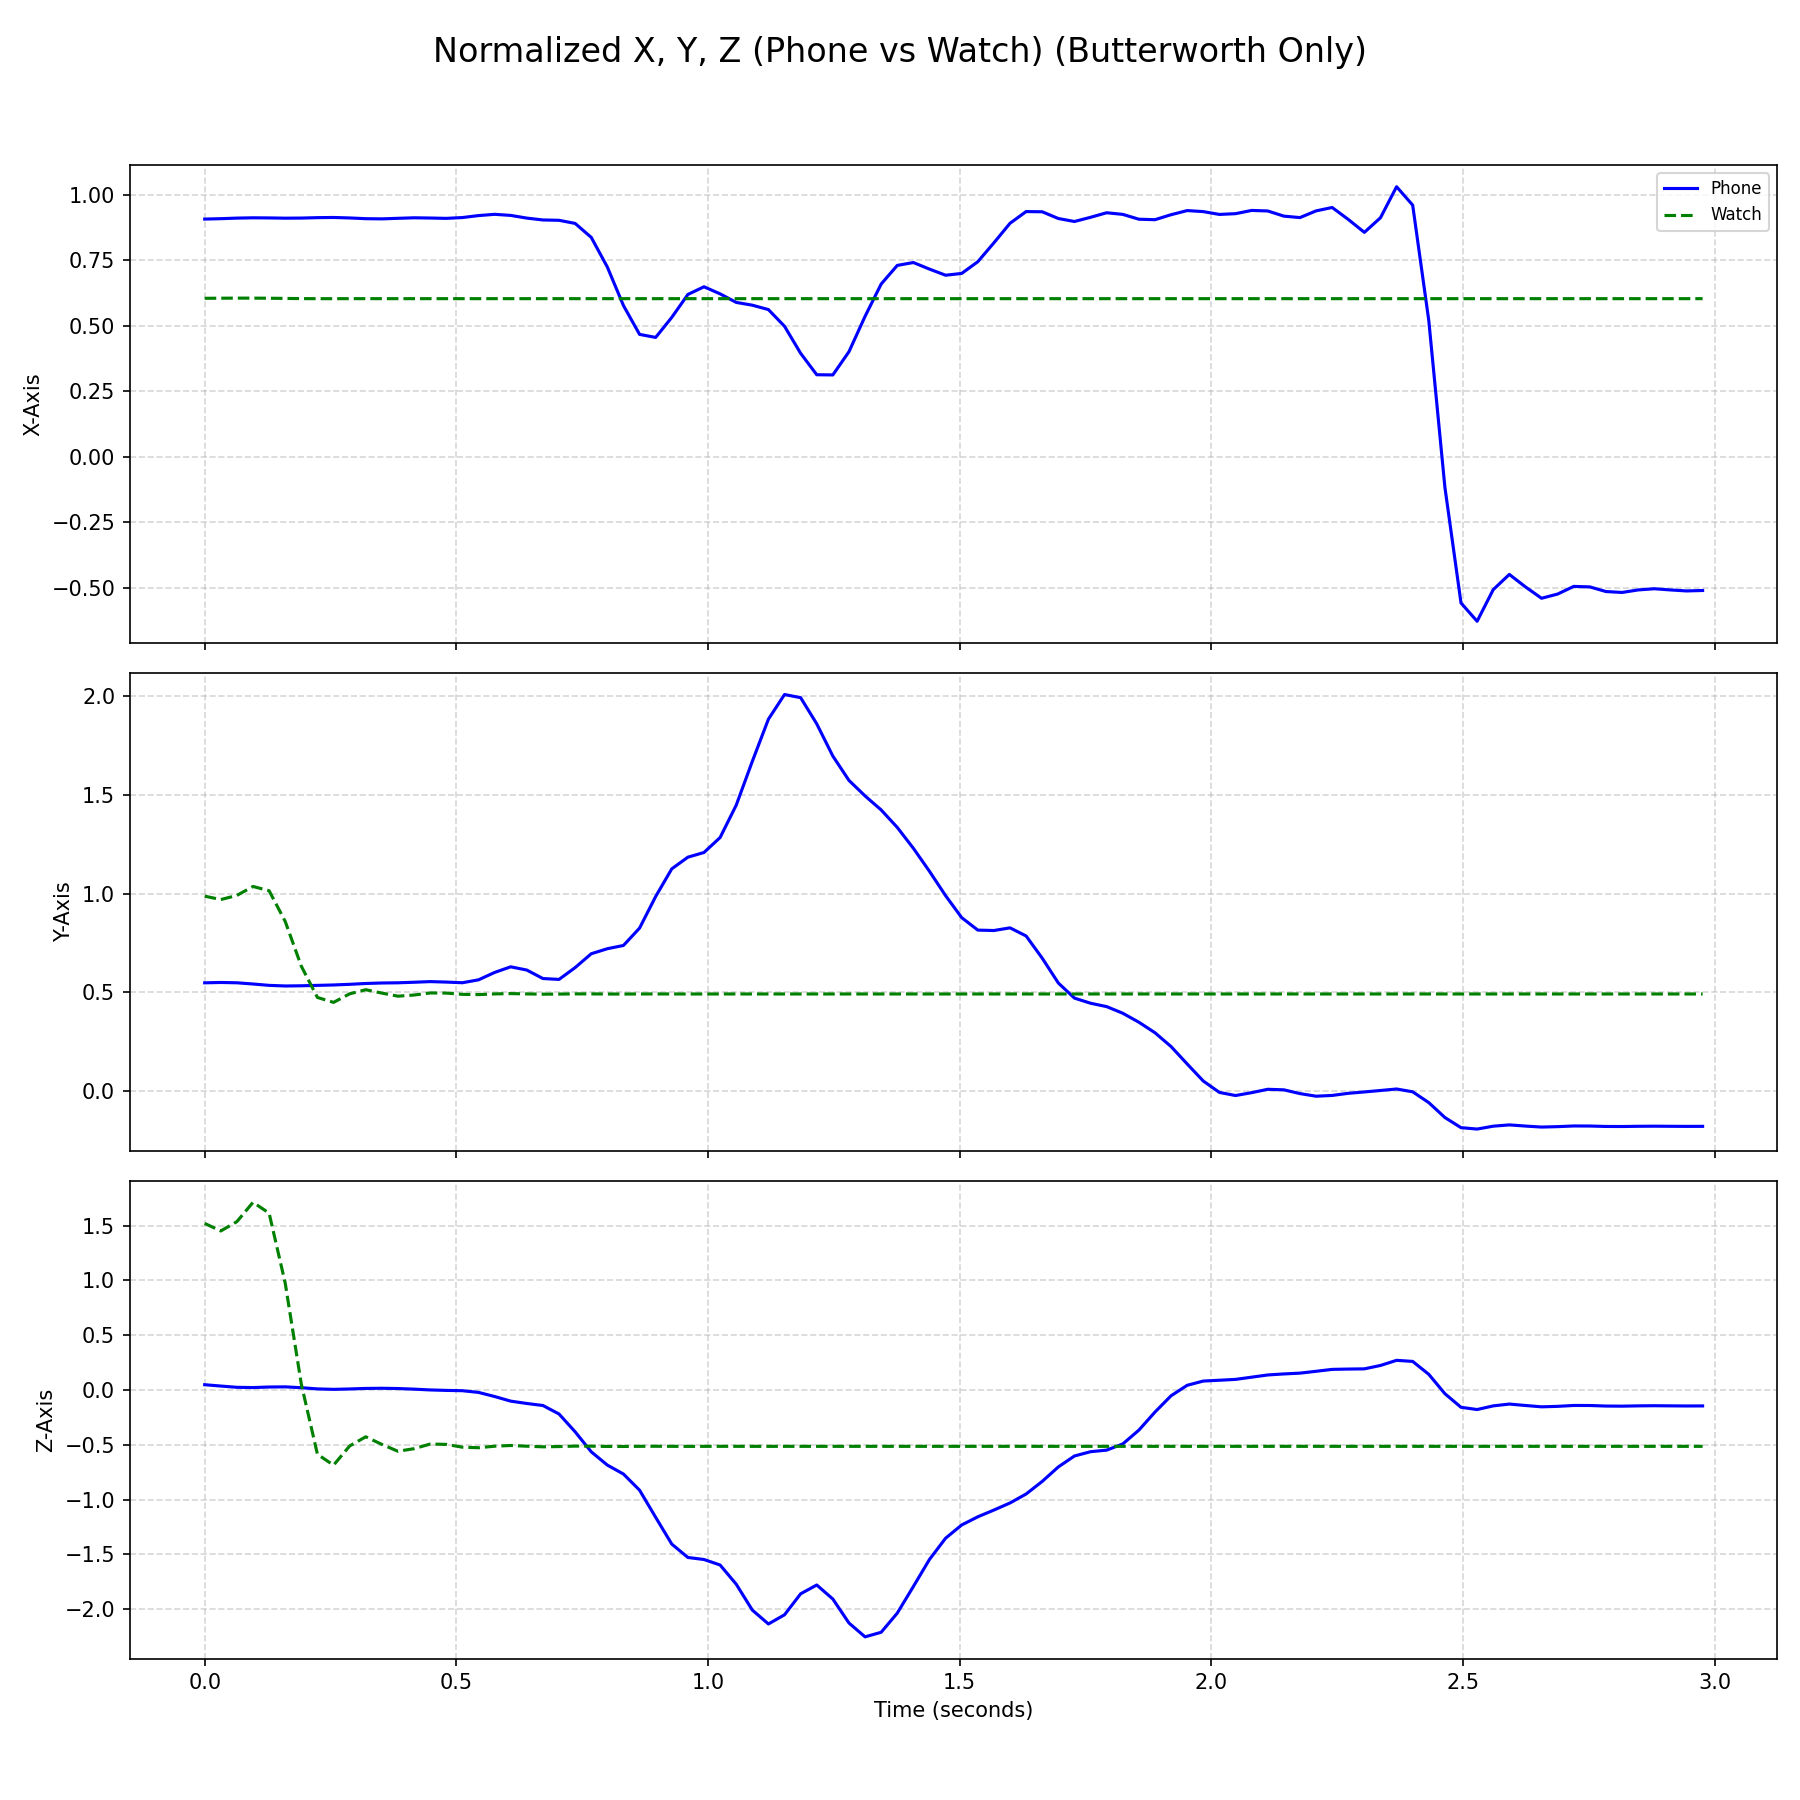 Normalized X, Y, Z (Phone vs Watch) (Butterworth Only)
Phone
Watch
1.00
0.75
0.50
0.25
0.00
−0.25
−0.50
X-Axis
2.0
1.5
1.0
0.5
0.0
Y-Axis
1.5
1.0
0.5
0.0
−0.5
−1.0
−1.5
−2.0
Z-Axis
0.0 0.5 1.0 1.5 2.0 2.5 3.0
Time (seconds)